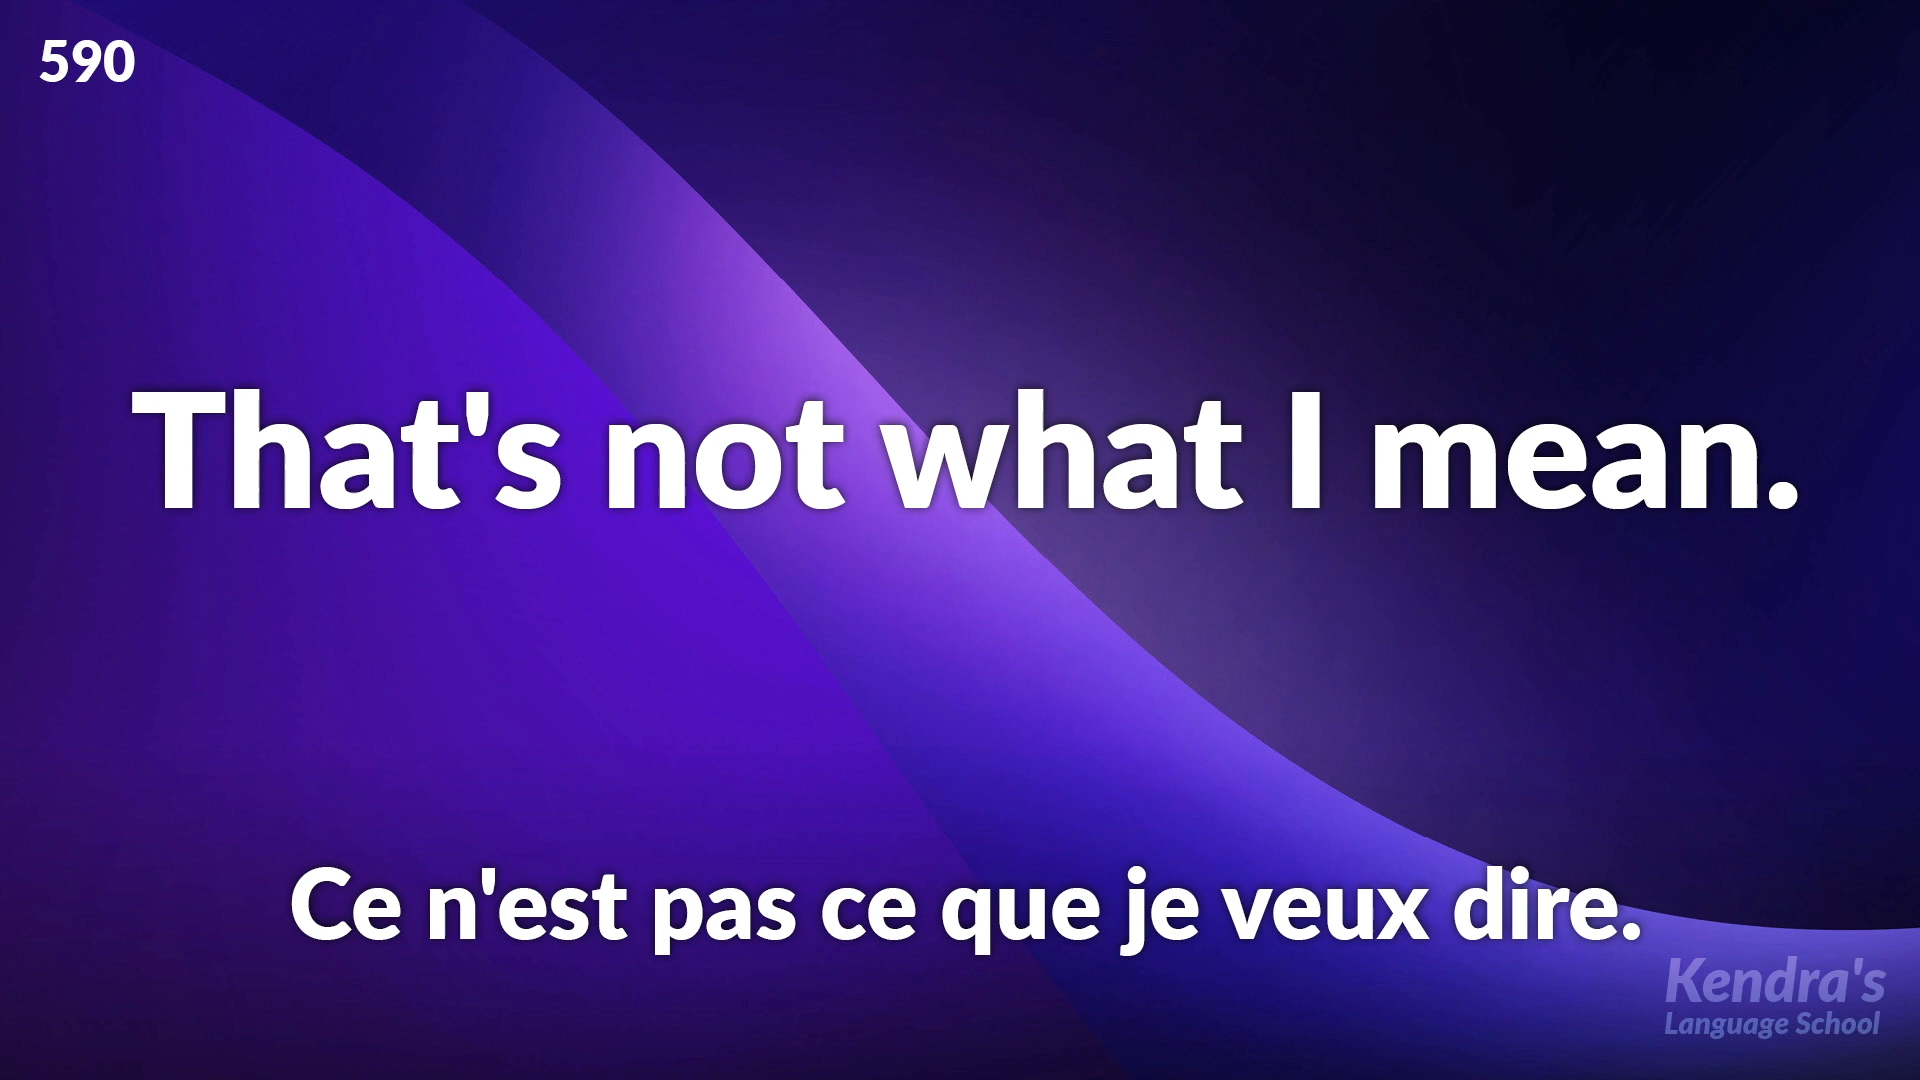 590
That's not what I mean.
Ce n'est pas ce que je veux dire.
Kendra's
Language School